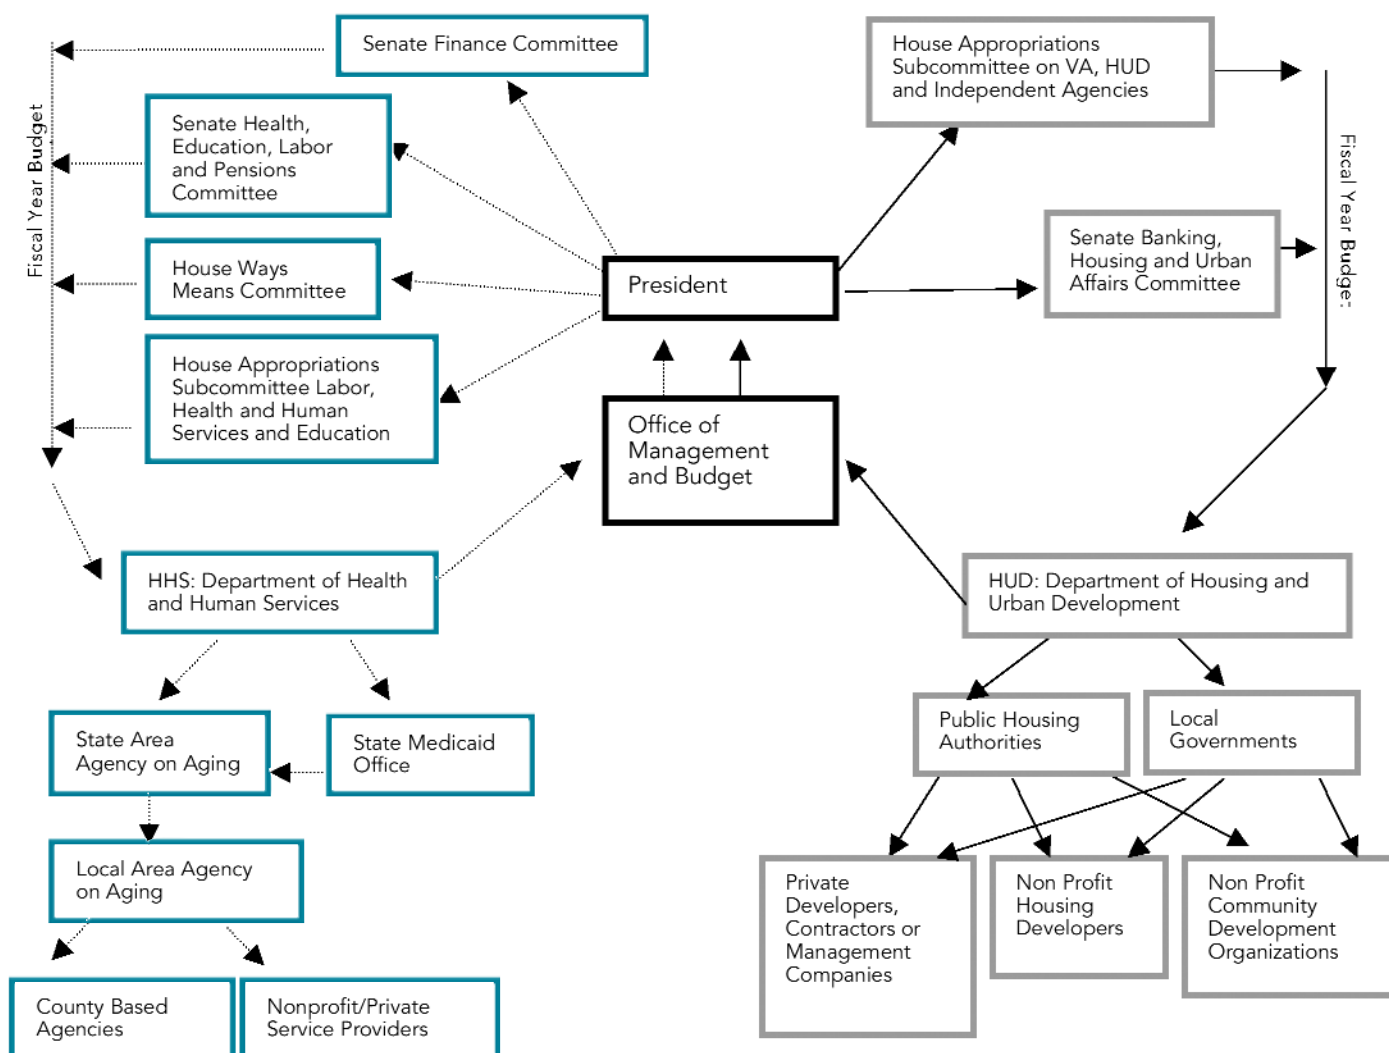 Senate Finance Committee
House Appropriations
Subcommittee on VA, HUD
and Independent Agencies
Fiscal Year Budget
Senate Health,
Education, Labor
and Pensions
Committee
Fiscal Year Budge:
Senate Banking,
Housing and Urban
Affairs Committee
House Ways
Means Committee
President
House Appropriations
Subcommittee Labor,
Health and Human
Services and Education
Office of
Management
and Budget
HHS: Department of Health
and Human Services
HUD: Department of Housing and
Urban Development
State Area
Agency on Aging
State Medicaid
Office
Public Housing
Authorities
Local
Governments
Local Area Agency
on Aging
Private
Developers,
Contractors or
Management
Companies
Non Profit
Housing
Developers
Non Profit
Community
Development
Organizations
County Based
Agencies
Nonprofit/Private
Service Providers